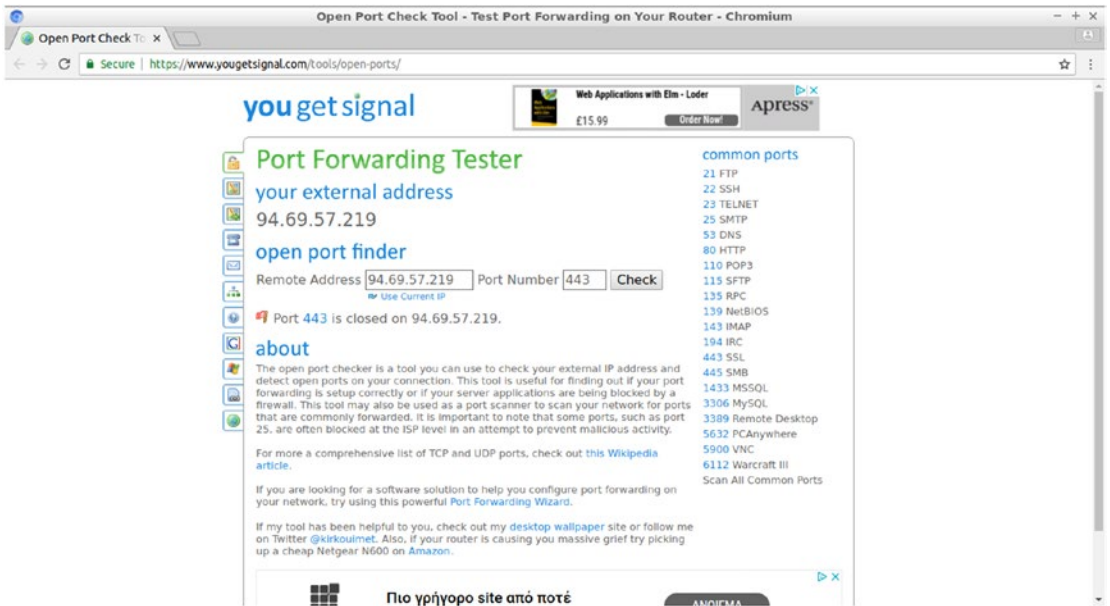 Open Port Check Tool - Test Port Forwarding on Your Router - Chromium
Open Port Check To
Secure | https://www.yougetsignal.com/tools/open-ports/
you get signal
Web Applications with Elm - Loder
£15.99
Order Now!
Apress®
Port Forwarding Tester
your external address
94.69.57.219
open port finder
Remote Address 94.69.57.219 Port Number 443 Check
Use Current IP
Port 443 is closed on 94.69.57.219.
about
The open port checker is a tool you can use to check your external IP address and
detect open ports on your connection. This tool is useful for finding out if your port
forwarding is setup correctly or if your server applications are being blocked by a
firewall. This tool may also be used as a port scanner to scan your network for ports
that are commonly forwarded. It is important to note that some ports, such as port
25, are often blocked at the ISP level in an attempt to prevent malicious activity.
For more a comprehensive list of TCP and UDP ports, check out this Wikipedia
article.
If you are looking for a software solution to help you configure port forwarding on
your network, try using this powerful Port Forwarding Wizard.
If my tool has been helpful to you, check out my desktop wallpaper site or follow me
on Twitter @kirkouimet. Also, if your router is causing you massive grief try picking
up a cheap Netgear N600 on Amazon.
common ports
21 FTP
22 SSH
23 TELNET
25 SMTP
53 DNS
80 HTTP
110 POP3
115 SFTP
135 RPC
139 NetBIOS
143 IMAP
194 IRC
443 SSL
445 SMB
1433 MSSQL
3306 MySQL
3389 Remote Desktop
5632 PCAnywhere
5900 VNC
6112 Warcraft III
Scan All Common Ports
Πιο γρήγορο site από ποτέ
ΑΝΟΙΓΜΑ